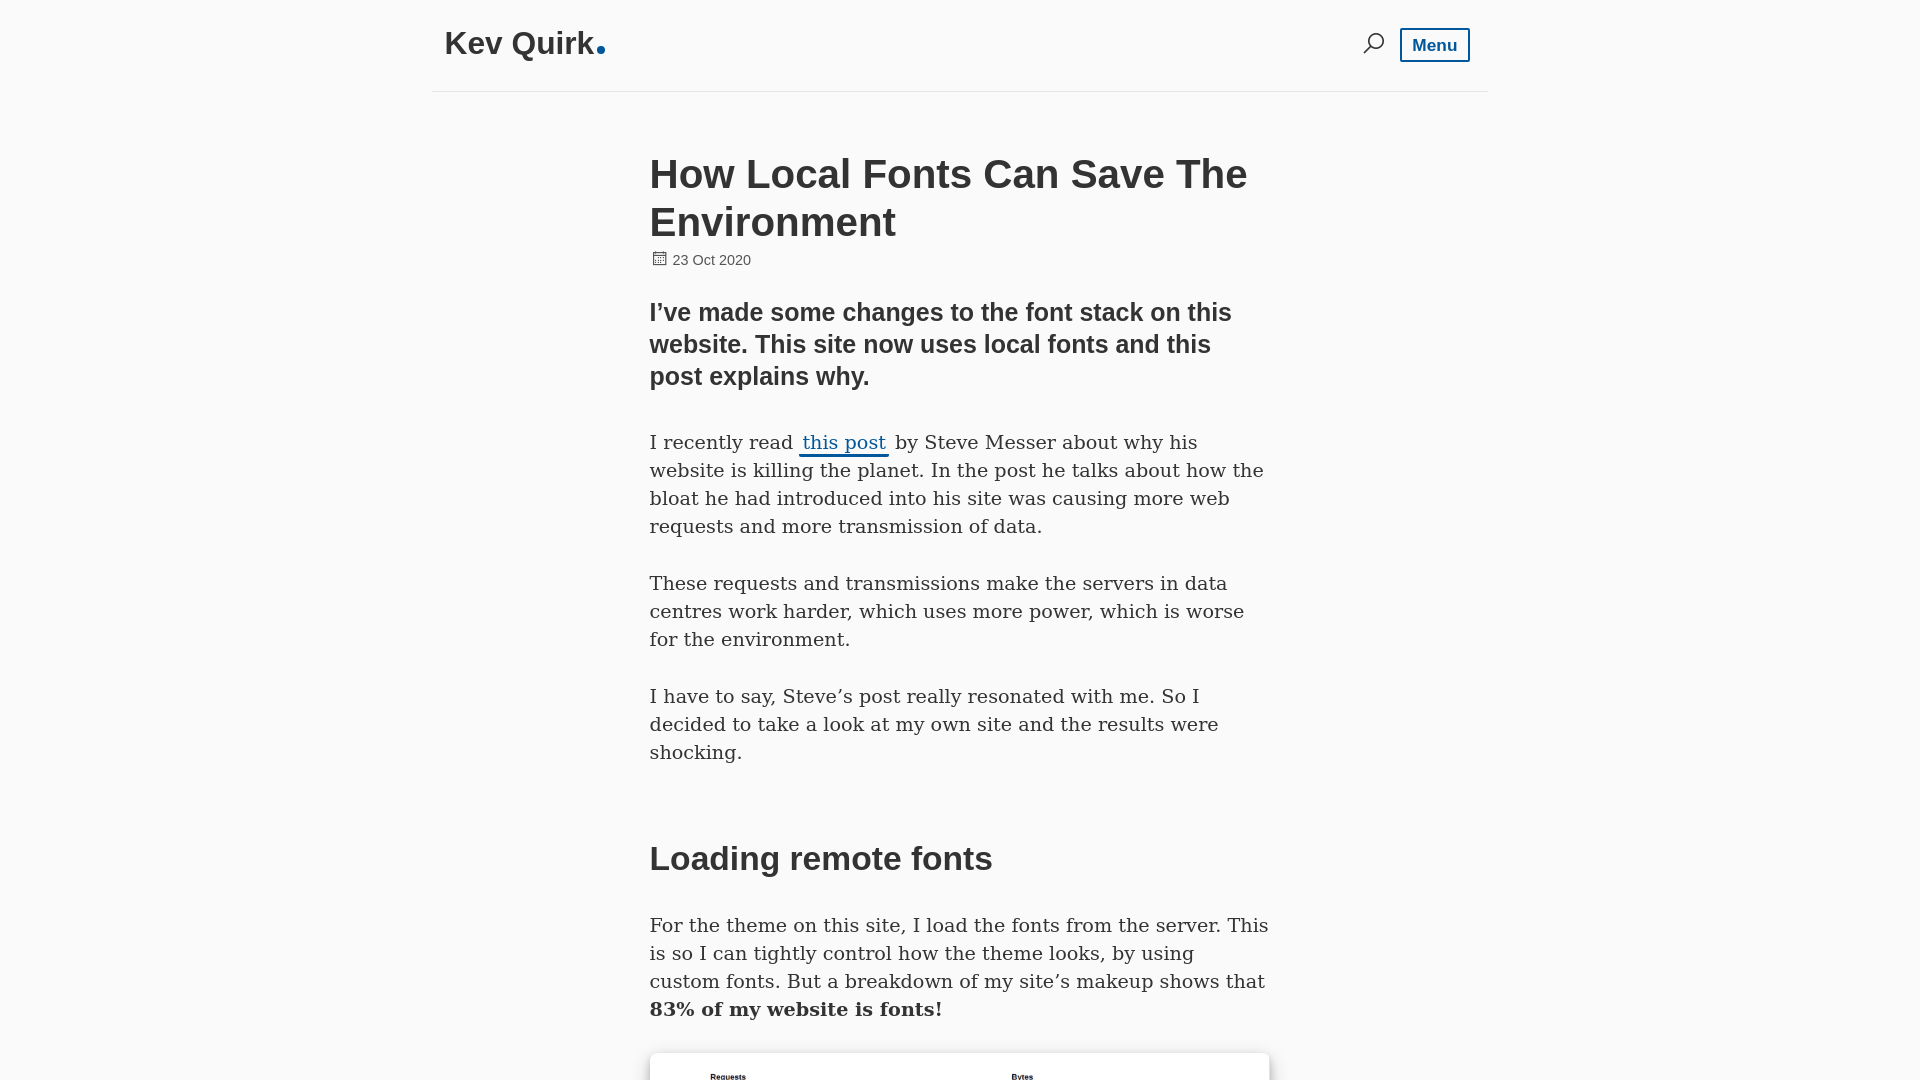 Kev Quirk.
Menu
How Local Fonts Can Save The
Environment
23 Oct 2020
I’ve made some changes to the font stack on this
website. This site now uses local fonts and this
post explains why.
I recently read this post by Steve Messer about why his
website is killing the planet. In the post he talks about how the
bloat he had introduced into his site was causing more web
requests and more transmission of data.
These requests and transmissions make the servers in data
centres work harder, which uses more power, which is worse
for the environment.
I have to say, Steve’s post really resonated with me. So I
decided to take a look at my own site and the results were
shocking.
Loading remote fonts
For the theme on this site, I load the fonts from the server. This
is so I can tightly control how the theme looks, by using
custom fonts. But a breakdown of my site’s makeup shows that
83% of my website is fonts!
Requests Bytes